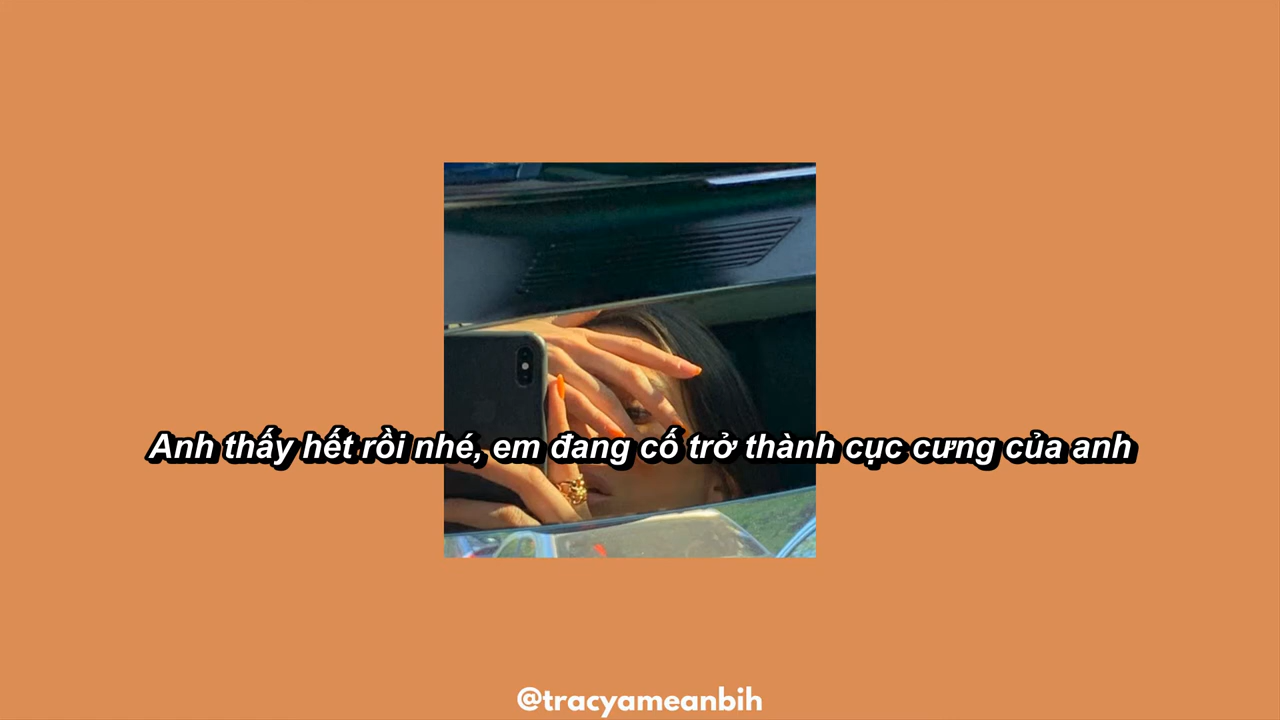 Anh thấy hết rồi nhé, em đang cố trở thành cục cưng của anh
@tracyameanbih